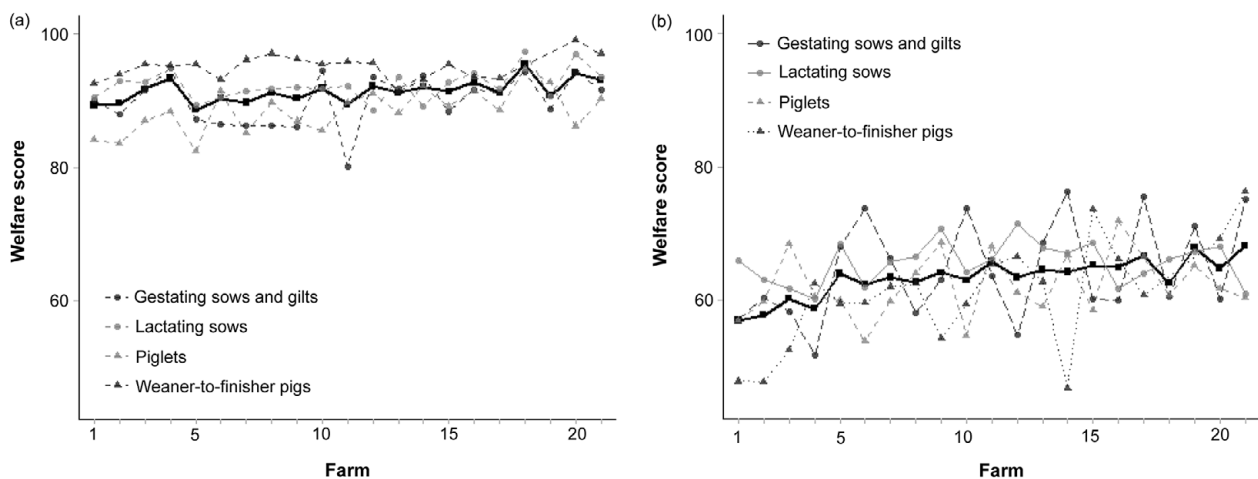 (a)
100
80
60
Welfare score
Gestating sows and gilts
Lactating sows
Piglets
Weaner-to-finisher pigs
1 5 10 15 20
Farm
(b)
100
80
60
Welfare score
Gestating sows and gilts
Lactating sows
Piglets
Weaner-to-finisher pigs
1 5 10 15 20
Farm